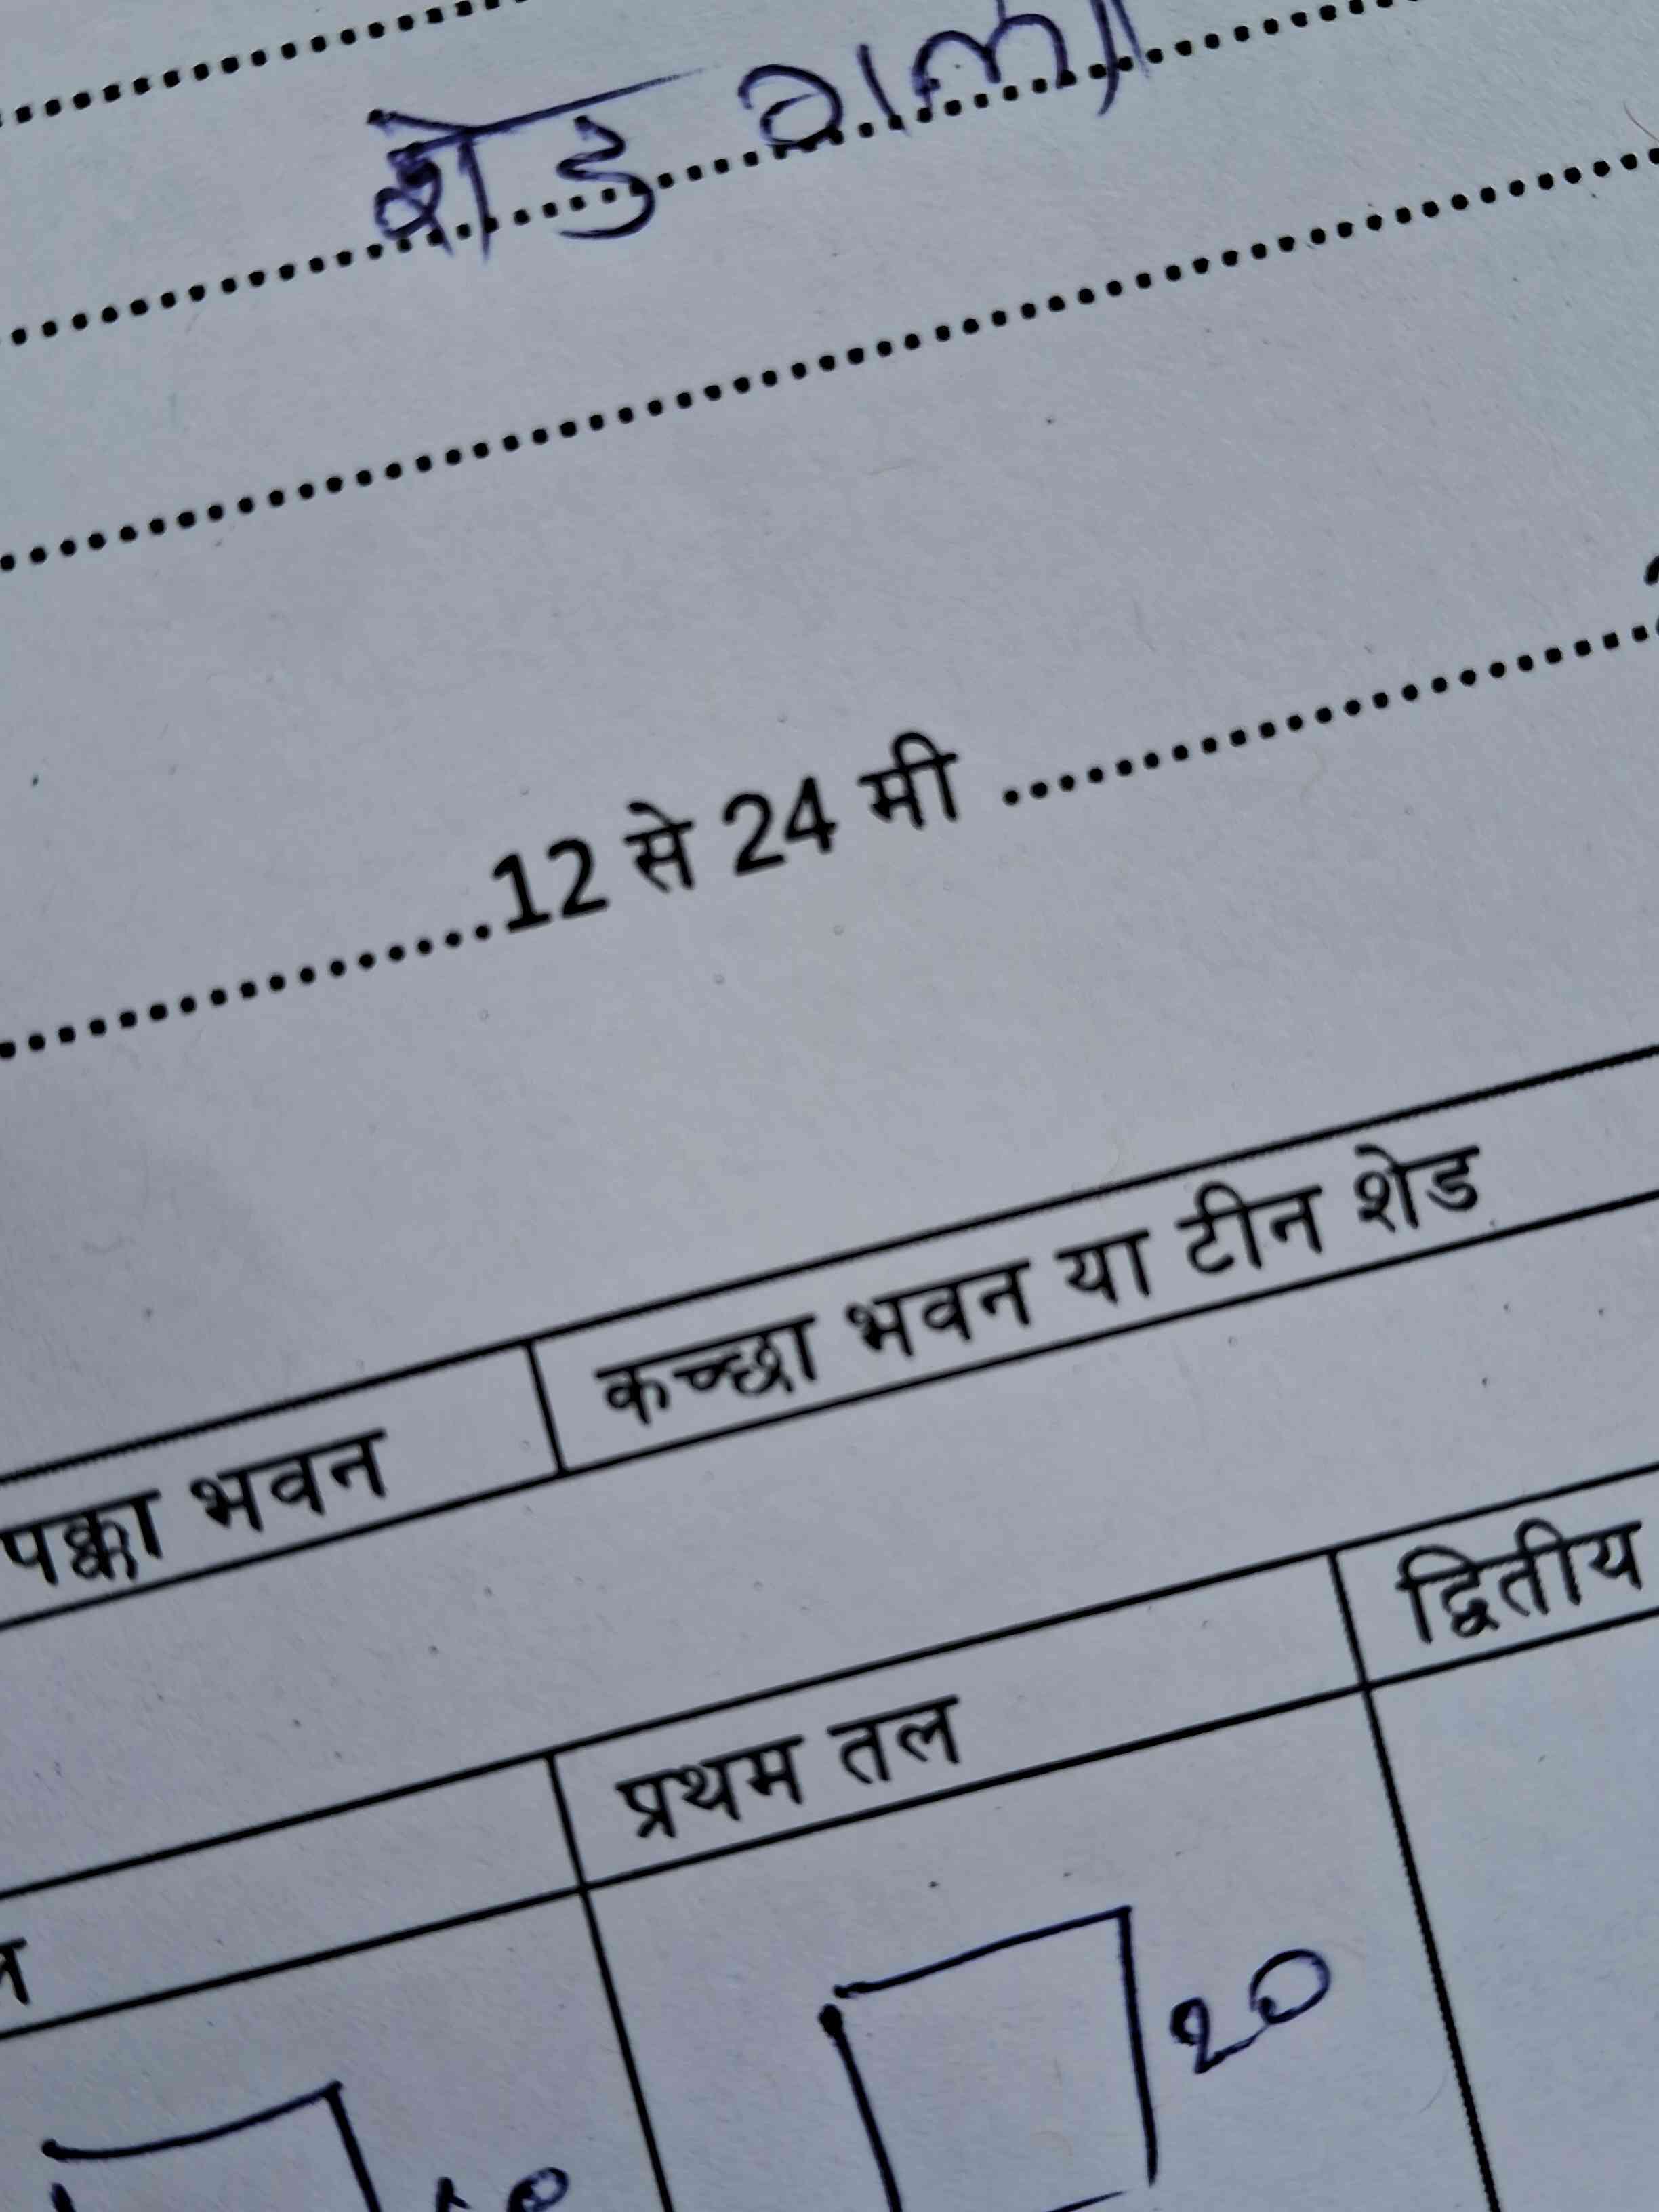 शेड वाली
12 से 24 मी
पक्का भवन कच्छा भवन या टीन शेड
प्रथम तल द्वितीय
20